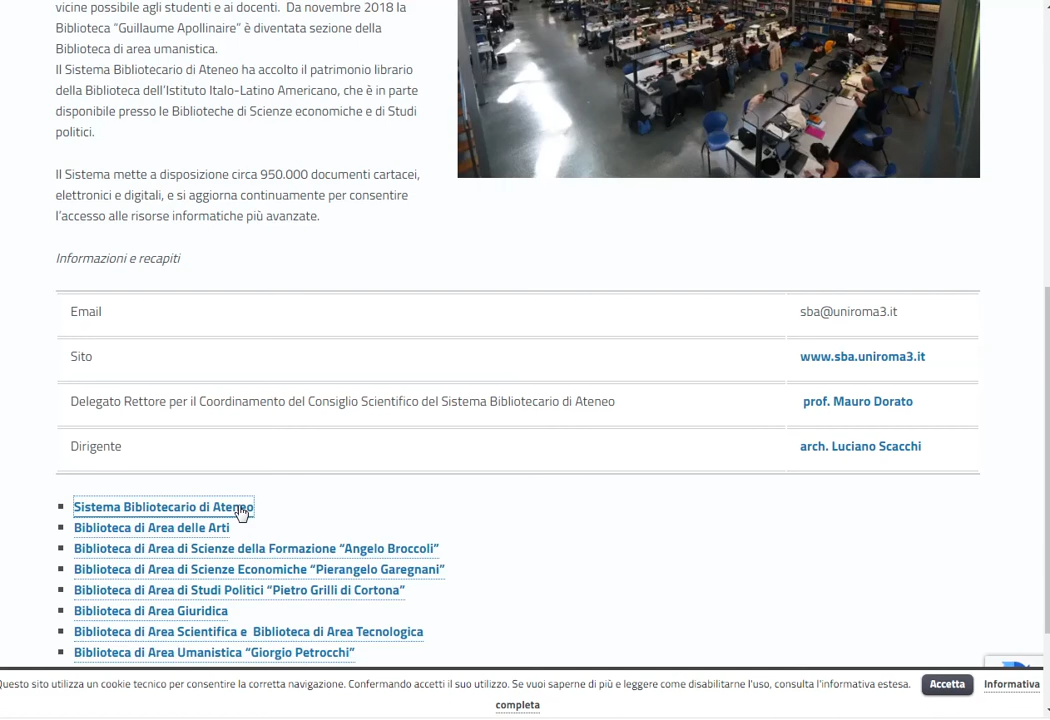 vicine possibile agli studenti e ai docenti.  Da novembre 2018 la
Biblioteca “Guillaume Apollinaire” è diventata sezione della
Biblioteca di area umanistica.
Il Sistema Bibliotecario di Ateneo ha accolto il patrimonio librario
della Biblioteca dell’Istituto Italo-Latino Americano, che è in parte
disponibile presso le Biblioteche di Scienze economiche e di Studi
politici.
Il Sistema mette a disposizione circa 950.000 documenti cartacei,
elettronici e digitali, e si aggiorna continuamente per consentire
l’accesso alle risorse informatiche più avanzate.
Informazioni e recapiti
Email sba@uniroma3.it
Sito www.sba.uniroma3.it
Delegato Rettore per il Coordinamento del Consiglio Scientifico del Sistema Bibliotecario di Ateneo prof. Mauro Dorato
Dirigente arch. Luciano Scacchi
Sistema Bibliotecario di Ateneo
Biblioteca di Area delle Arti
Biblioteca di Area di Scienze della Formazione “Angelo Broccoli”
Biblioteca di Area di Scienze Economiche “Pierangelo Garegnani”
Biblioteca di Area di Studi Politici “Pietro Grilli di Cortona”
Biblioteca di Area Giuridica
Biblioteca di Area Scientifica e  Biblioteca di Area Tecnologica
Biblioteca di Area Umanistica “Giorgio Petrocchi”
Questo sito utilizza un cookie tecnico per consentire la corretta navigazione. Confermando accetti il suo utilizzo. Se vuoi saperne di più e leggere come disabilitarne l'uso, consulta l'informativa estesa. Accetta Informativa
completa